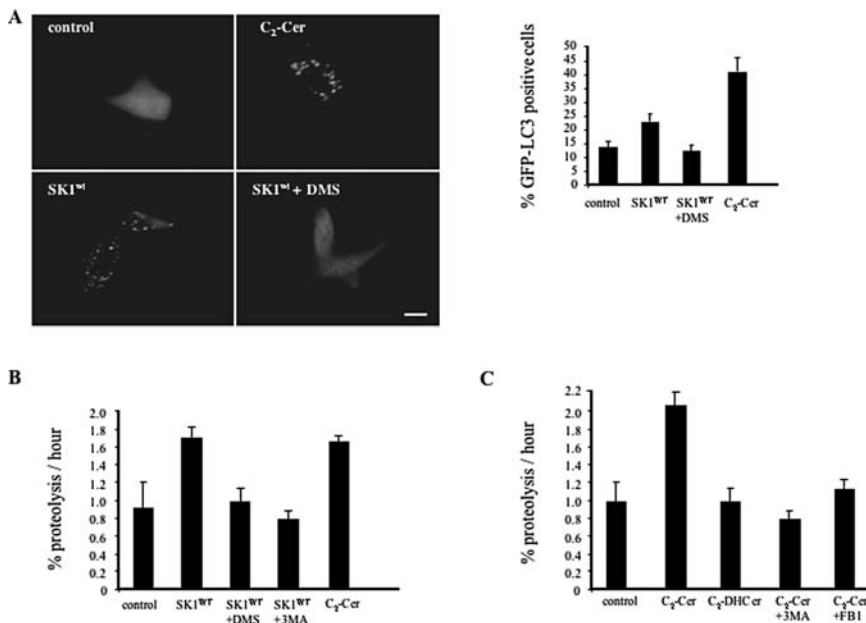 A
control
C₂-Cer
SK1ʷᵗ
SK1ʷᵗ + DMS
% GFP-LC3 positive cells
50
45
40
35
30
25
20
15
10
5
0
control SK1ᵂᵀ SK1ᵂᵀ C₂-Cer
+DMS
B
% proteolysis / hour
2.0
1.8
1.6
1.4
1.2
1.0
0.8
0.6
0.4
0.2
0
control SK1ᵂᵀ SK1ᵂᵀ SK1ᵂᵀ C₂-Cer
+DMS +3MA
C
% proteolysis / hour
2.2
2.0
1.8
1.6
1.4
1.2
1.0
0.8
0.6
0.4
0.2
0
control C₂-Cer C₂-DHCer C₂-Cer C₂-Cer
+3MA +FB1